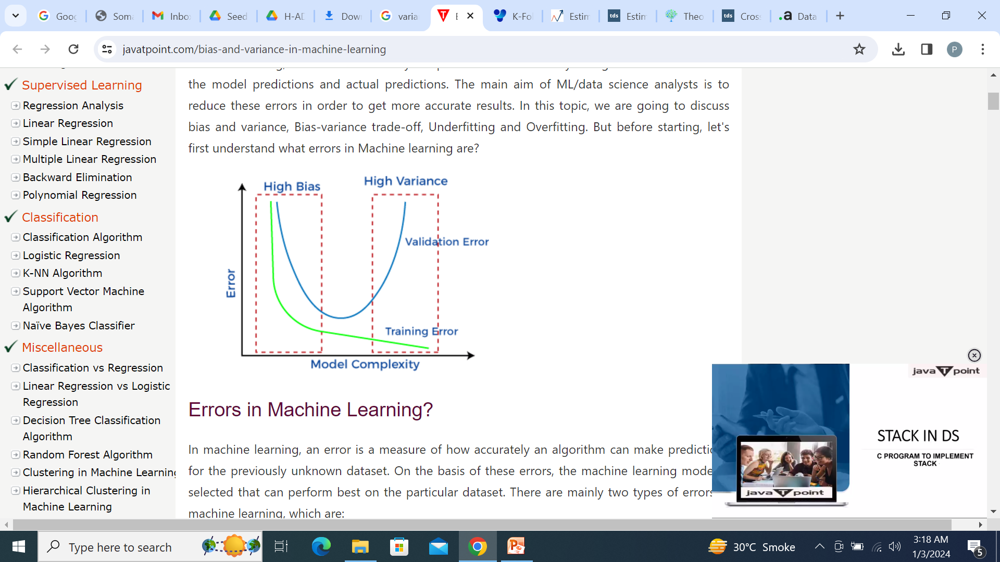 Goog
Soma
Inbo
Seed
H-AD
Dow
varia
K-Fo
Estim
tds
Estim
Theo
tds
Cros
.a
Data
javatpoint.com/bias-and-variance-in-machine-learning
P
Supervised Learning
Regression Analysis
Linear Regression
Simple Linear Regression
Multiple Linear Regression
Backward Elimination
Polynomial Regression
Classification
Classification Algorithm
Logistic Regression
K-NN Algorithm
Support Vector Machine
Algorithm
Naïve Bayes Classifier
Miscellaneous
Classification vs Regression
Linear Regression vs Logistic
Regression
Decision Tree Classification
Algorithm
Random Forest Algorithm
Clustering in Machine Learning
Hierarchical Clustering in
Machine Learning
the model predictions and actual predictions. The main aim of ML/data science analysts is to
reduce these errors in order to get more accurate results. In this topic, we are going to discuss
bias and variance, Bias-variance trade-off, Underfitting and Overfitting. But before starting, let's
first understand what errors in Machine learning are?
High Bias
High Variance
Validation Error
Error
Training Error
Model Complexity
Errors in Machine Learning?
In machine learning, an error is a measure of how accurately an algorithm can make predictio
for the previously unknown dataset. On the basis of these errors, the machine learning mode
selected that can perform best on the particular dataset. There are mainly two types of errors
machine learning, which are:
java T point
STACK IN DS
C PROGRAM TO IMPLEMENT
STACK
java T point
Type here to search
30°C Smoke
3:18 AM
1/3/2024
5